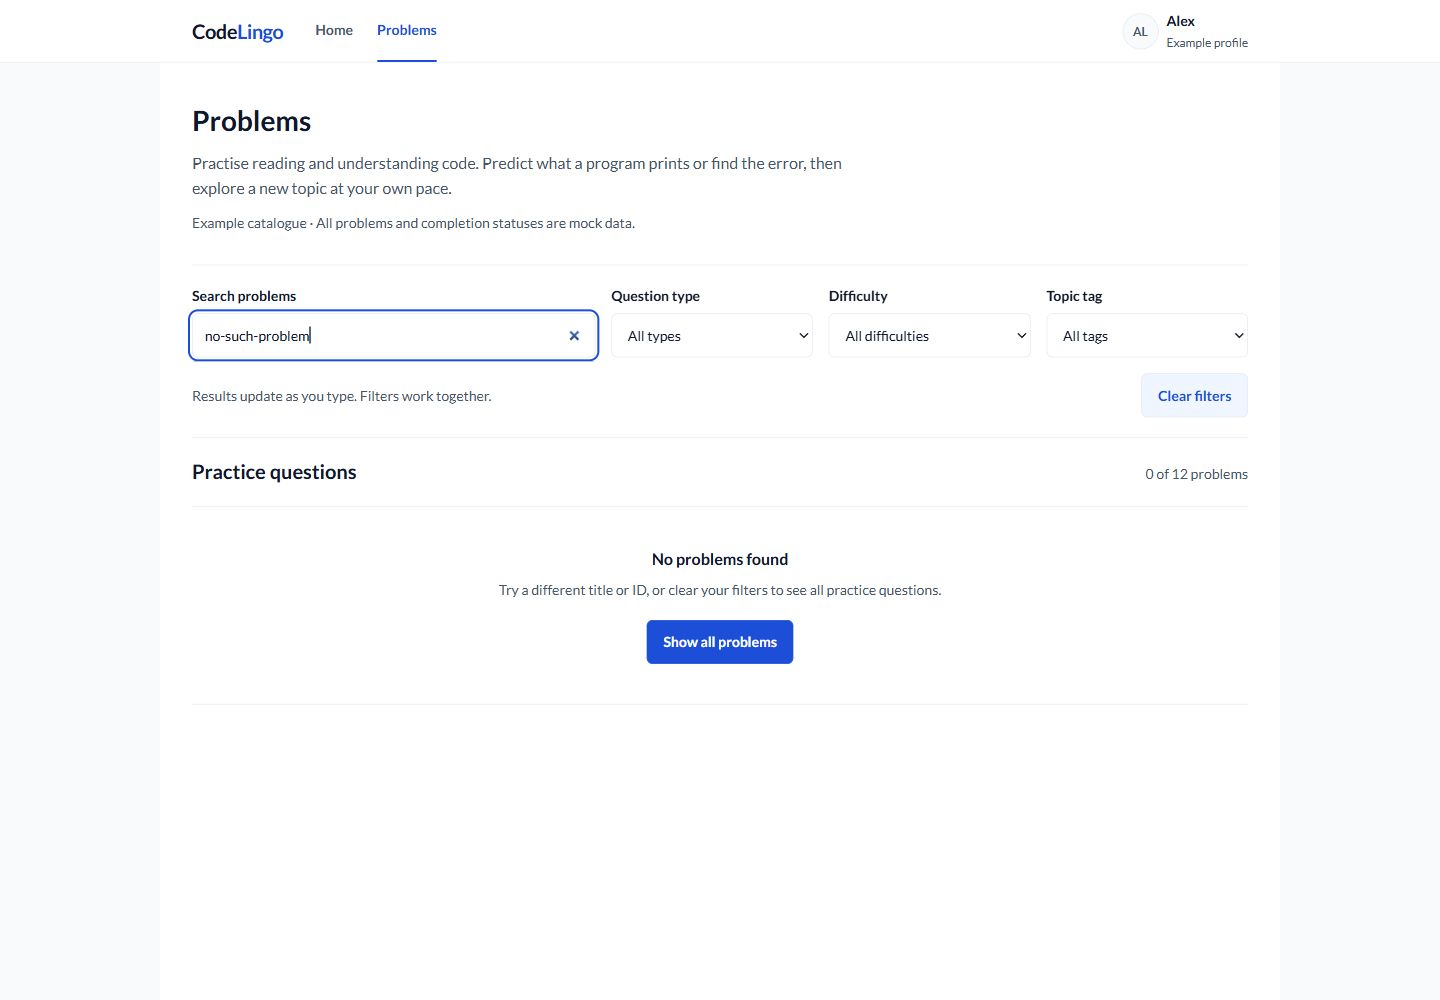 CodeLingo
Home
Problems
AL
Alex
Example profile
Problems
Practise reading and understanding code. Predict what a program prints or find the error, then
explore a new topic at your own pace.
Example catalogue · All problems and completion statuses are mock data.
Search problems
Question type
Difficulty
Topic tag
no-such-problem
All types
All difficulties
All tags
Results update as you type. Filters work together.
Clear filters
Practice questions
0 of 12 problems
No problems found
Try a different title or ID, or clear your filters to see all practice questions.
Show all problems